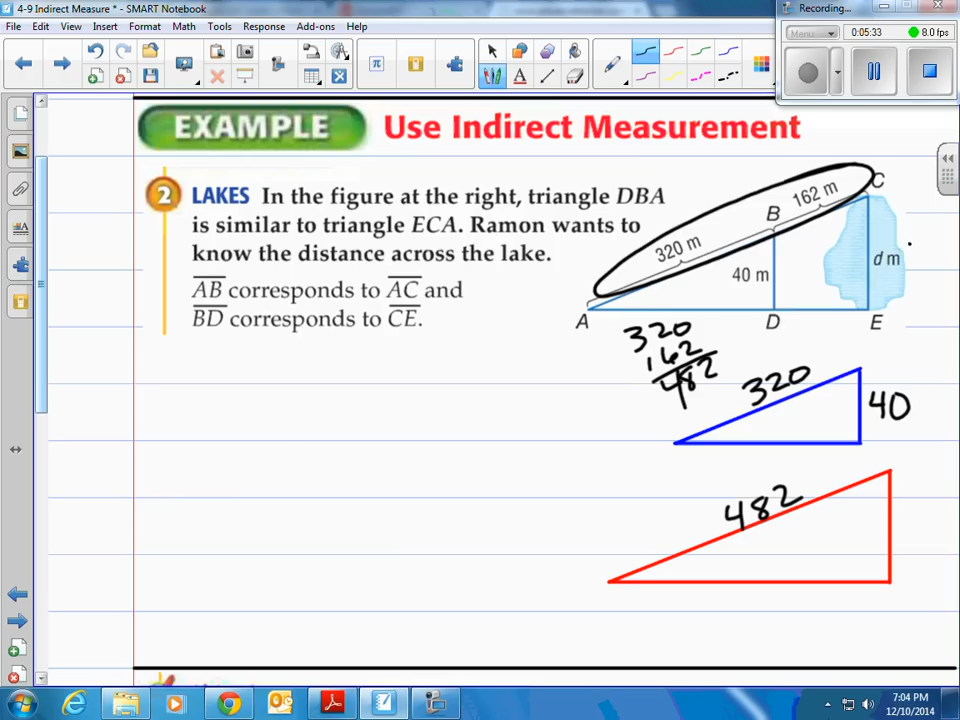 4-9 Indirect Measure * - SMART Notebook
Recording...
File Edit View Insert Format Math Tools Response Add-ons Help
Menu
00:05:33
8.0 fps
EXAMPLE Use Indirect Measurement
2 LAKES In the figure at the right, triangle DBA
is similar to triangle ECA. Ramon wants to
know the distance across the lake.
AB corresponds to AC and
BD corresponds to CE.
C
162 m
B
320 m
40 m
d m
A
D
E
320
162
482
320
40
482
7:04 PM
12/10/2014